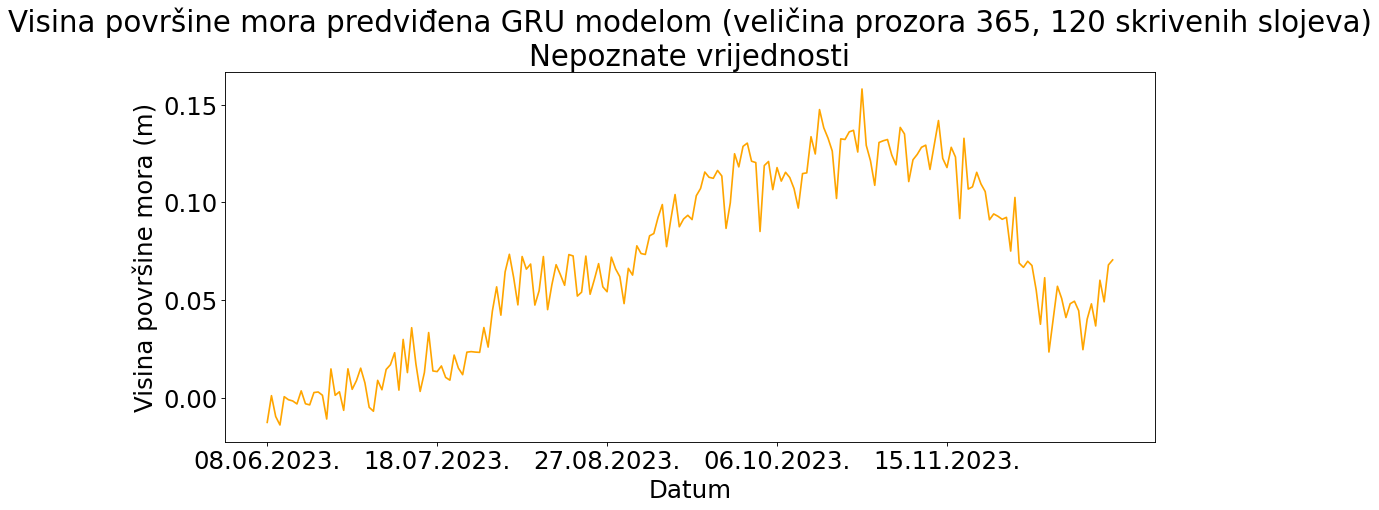 Visina površine mora predviđena GRU modelom (veličina prozora 365, 120 skrivenih slojeva)
Nepoznate vrijednosti
Visina površine mora (m)
0.15
0.10
0.05
0.00
08.06.2023. 18.07.2023. 27.08.2023. 06.10.2023. 15.11.2023.
Datum